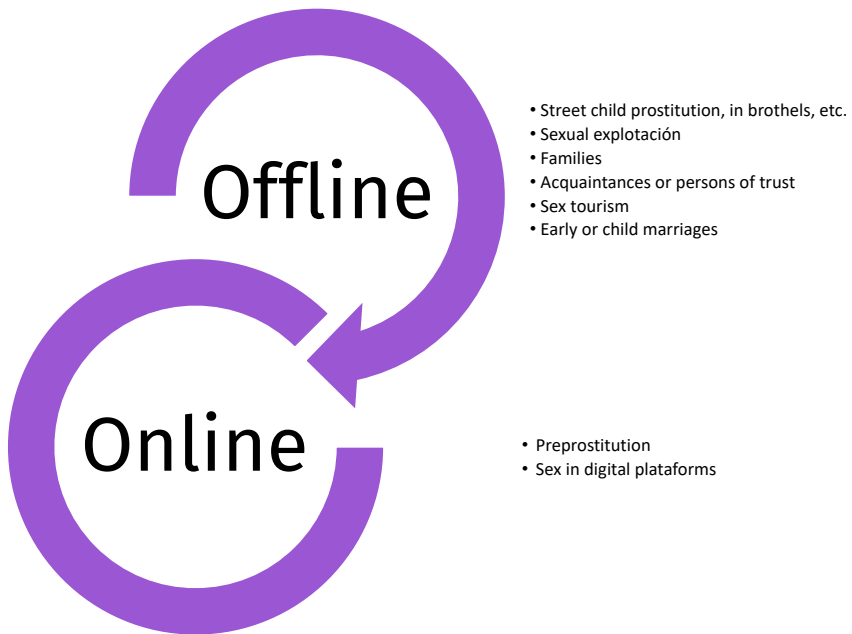 Offline
• Street child prostitution, in brothels, etc.
• Sexual explotación
• Families
• Acquaintances or persons of trust
• Sex tourism
• Early or child marriages
Online
• Preprostitution
• Sex in digital plataforms